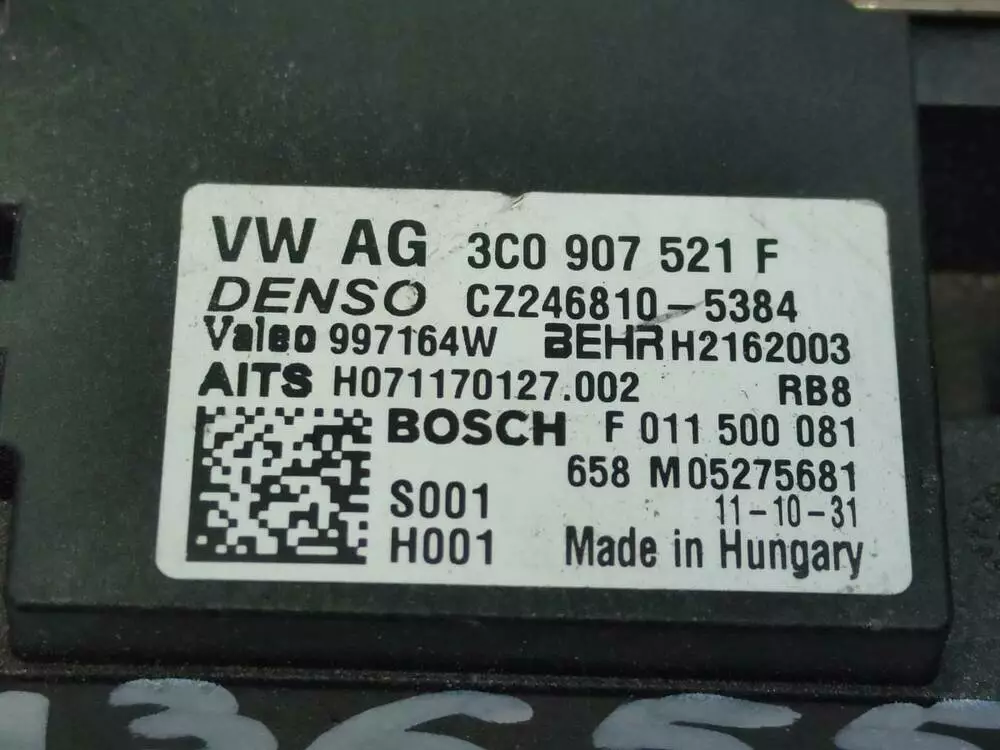 VW AG 3C0 907 521 F
DENSO CZ246810-5384
Valeo 997164W BEHR H2162003
AITS H071170127.002 RB8
BOSCH F 011 500 081
658 M 05275681
S001 11-10-31
H001 Made in Hungary